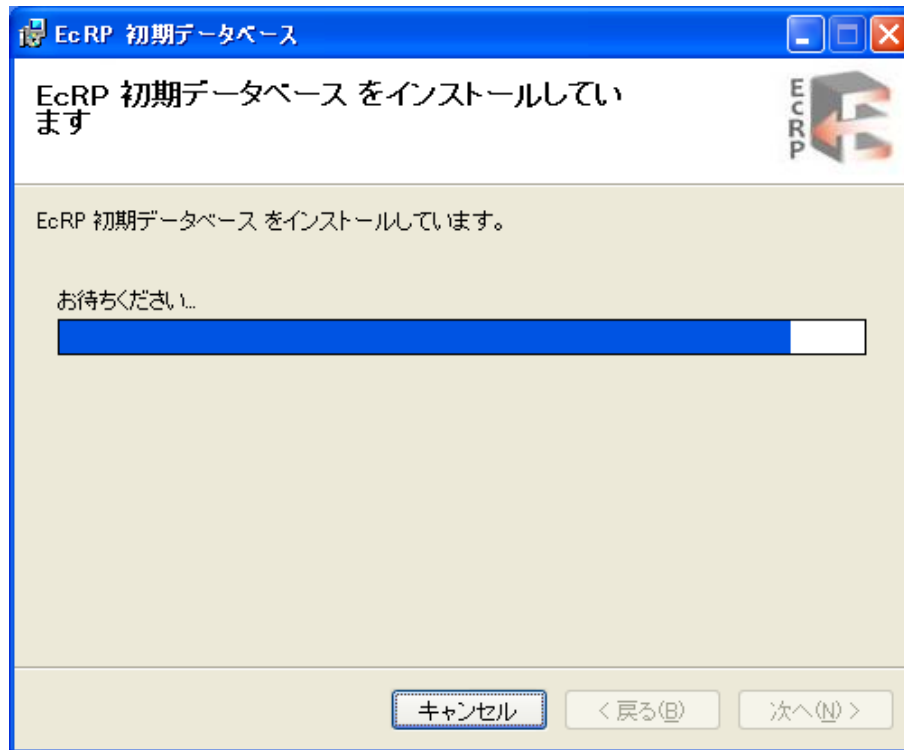 EcRP 初期データベース
EcRP 初期データベース をインストールしてい
ます
ECRP
EcRP 初期データベース をインストールしています。
お待ちください...
キャンセル
< 戻る(B)
次へ(N) >